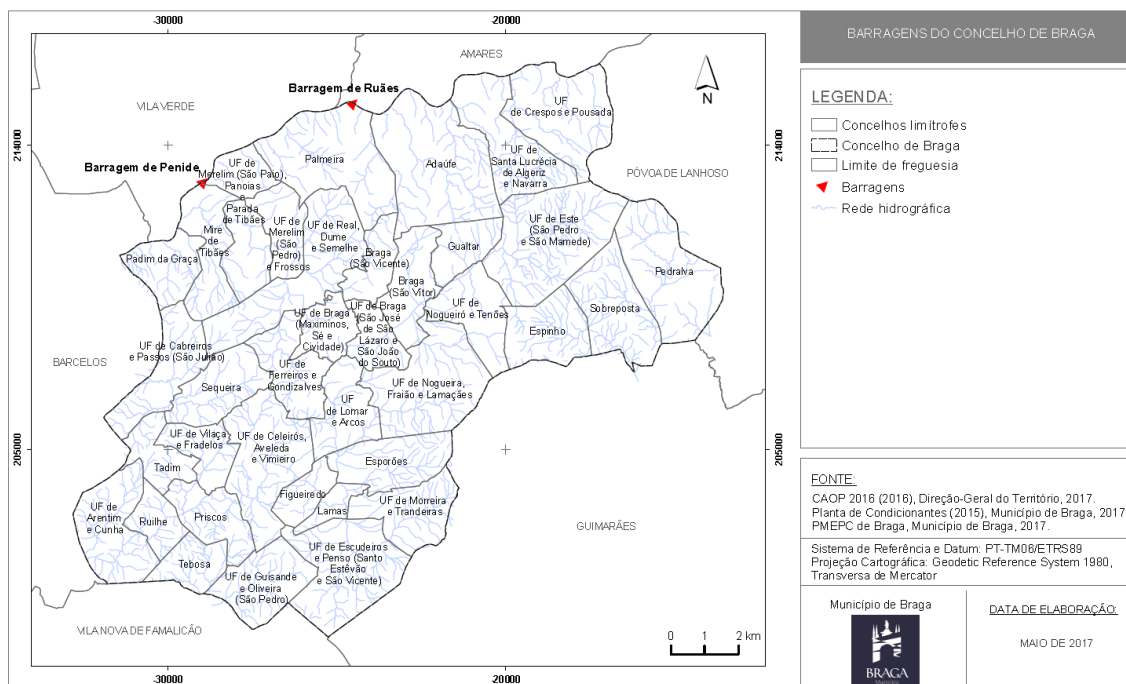 -30000
-20000
BARRAGENS DO CONCELHO DE BRAGA
AMARES
Barragem de Ruães
VILA VERDE
N
UF
de Crespos e Pousada
214000
214000
Barragem de Penide
UF de
Merelim (São Paio),
Panoias
e
Parada
de Tibães
Palmeira
Adaúfe
UF de
Santa Lucrécia
de Algeriz
e Navarra
PÓVOA DE LANHOSO
Mire
de
Tibães
UF de
Merelim
(São
Pedro)
e Frossos
UF de Real,
Dume
e Semelhe
UF de Este
(São Pedro
e São Mamede)
Padim da Graça
Braga
(São Vicente)
Gualtar
Pedralva
Braga
(São Vítor)
UF de
Nogueiró e Tenões
Sobreposta
Espinho
UF de Braga
(Maximinos,
Sé e
Cividade)
UF de Braga
(São José
de São
Lázaro e
São João
do Souto)
UF de Cabreiros
e Passos (São Julião)
BARCELOS
Sequeira
UF de
Ferreiros e
Gondizalves
UF de Nogueira,
Fraião e Lamaçães
UF
de Lomar
e Arcos
UF de Vilaça
e Fradelos
UF de Celeirós,
Aveleda
e Vimieiro
205000
205000
Tadim
Esporões
Figueiredo
UF de Morreira
e Trandeiras
Lamas
UF de
Arentim
e Cunha
Ruilhe
Priscos
GUIMARÃES
Tebosa
UF de Escudeiros
e Penso (Santo
Estêvão
e São Vicente)
UF de Guisande
e Oliveira
(São Pedro)
VILA NOVA DE FAMALICÃO
0 1 2 km
-30000
-20000
LEGENDA:
Concelhos limítrofes
Concelho de Braga
Limite de freguesia
Barragens
Rede hidrográfica
FONTE:
CAOP 2016 (2016), Direção-Geral do Território, 2017.
Planta de Condicionantes (2015), Município de Braga, 2017
PMEPC de Braga, Município de Braga, 2017.
Sistema de Referência e Datum: PT-TM06/ETRS89
Projeção Cartográfica: Geodetic Reference System 1980,
Transversa de Mercator
Município de Braga
BRAGA
DATA DE ELABORAÇÃO:
MAIO DE 2017